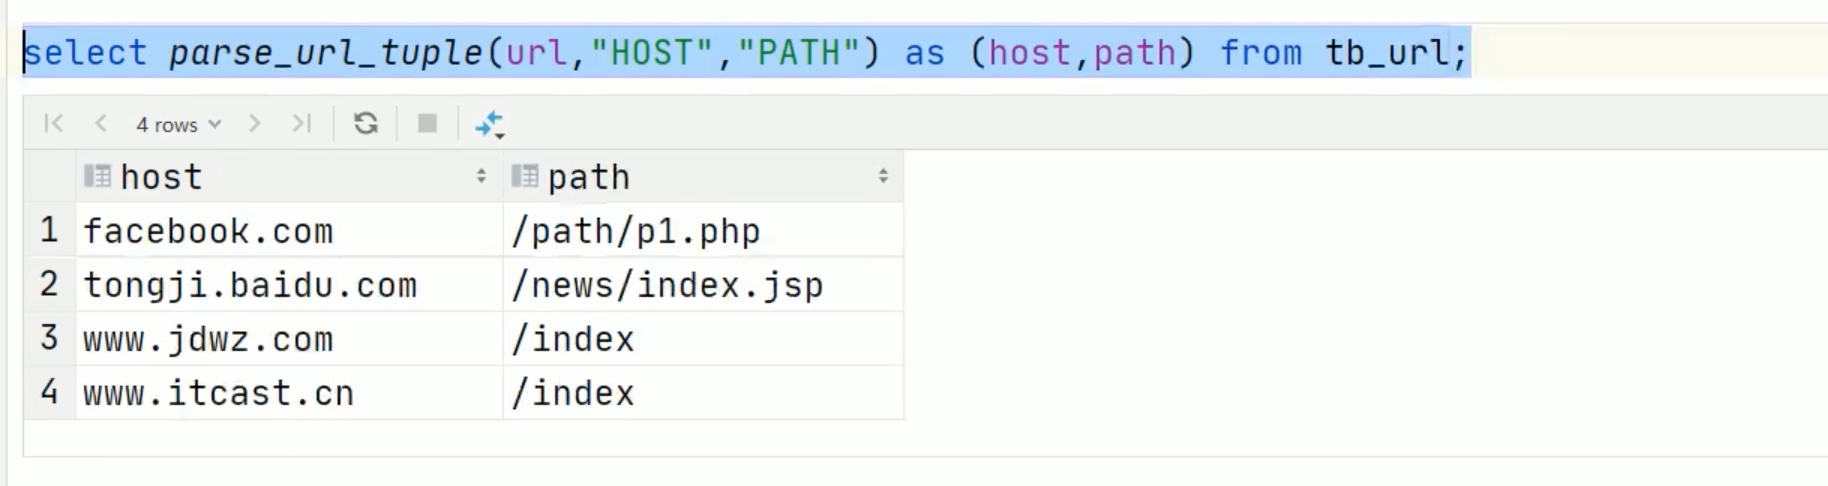 select parse_url_tuple(url,"HOST","PATH") as (host,path) from tb_url;
4 rows
host path
1 facebook.com /path/p1.php
2 tongji.baidu.com /news/index.jsp
3 www.jdwz.com /index
4 www.itcast.cn /index